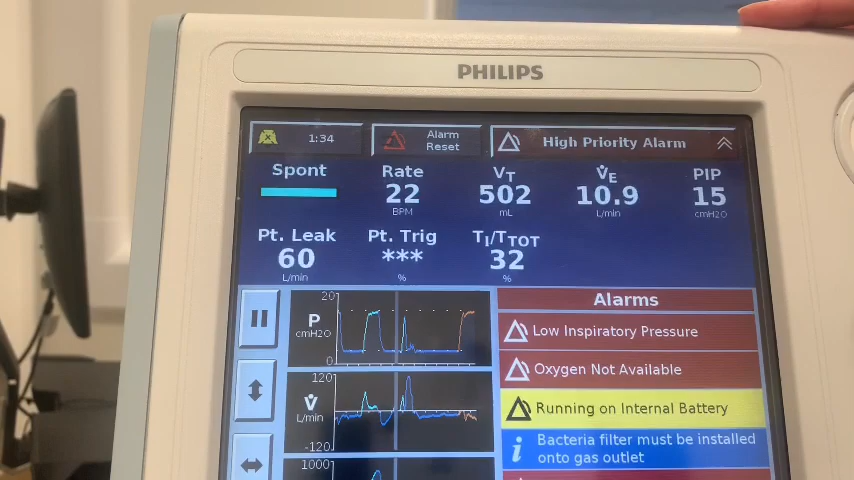 PHILIPS
1:34
Alarm
Reset
High Priority Alarm
Spont
Rate
22
BPM
VT
502
mL
V̇E
10.9
L/min
PIP
15
cmH2O
Pt. Leak
60
L/min
Pt. Trig
***
%
TI/TTOT
32
%
20
P
cmH2O
0
120
V̇
L/min
-120
1000
Alarms
Low Inspiratory Pressure
Oxygen Not Available
Running on Internal Battery
i
Bacteria filter must be installed
onto gas outlet